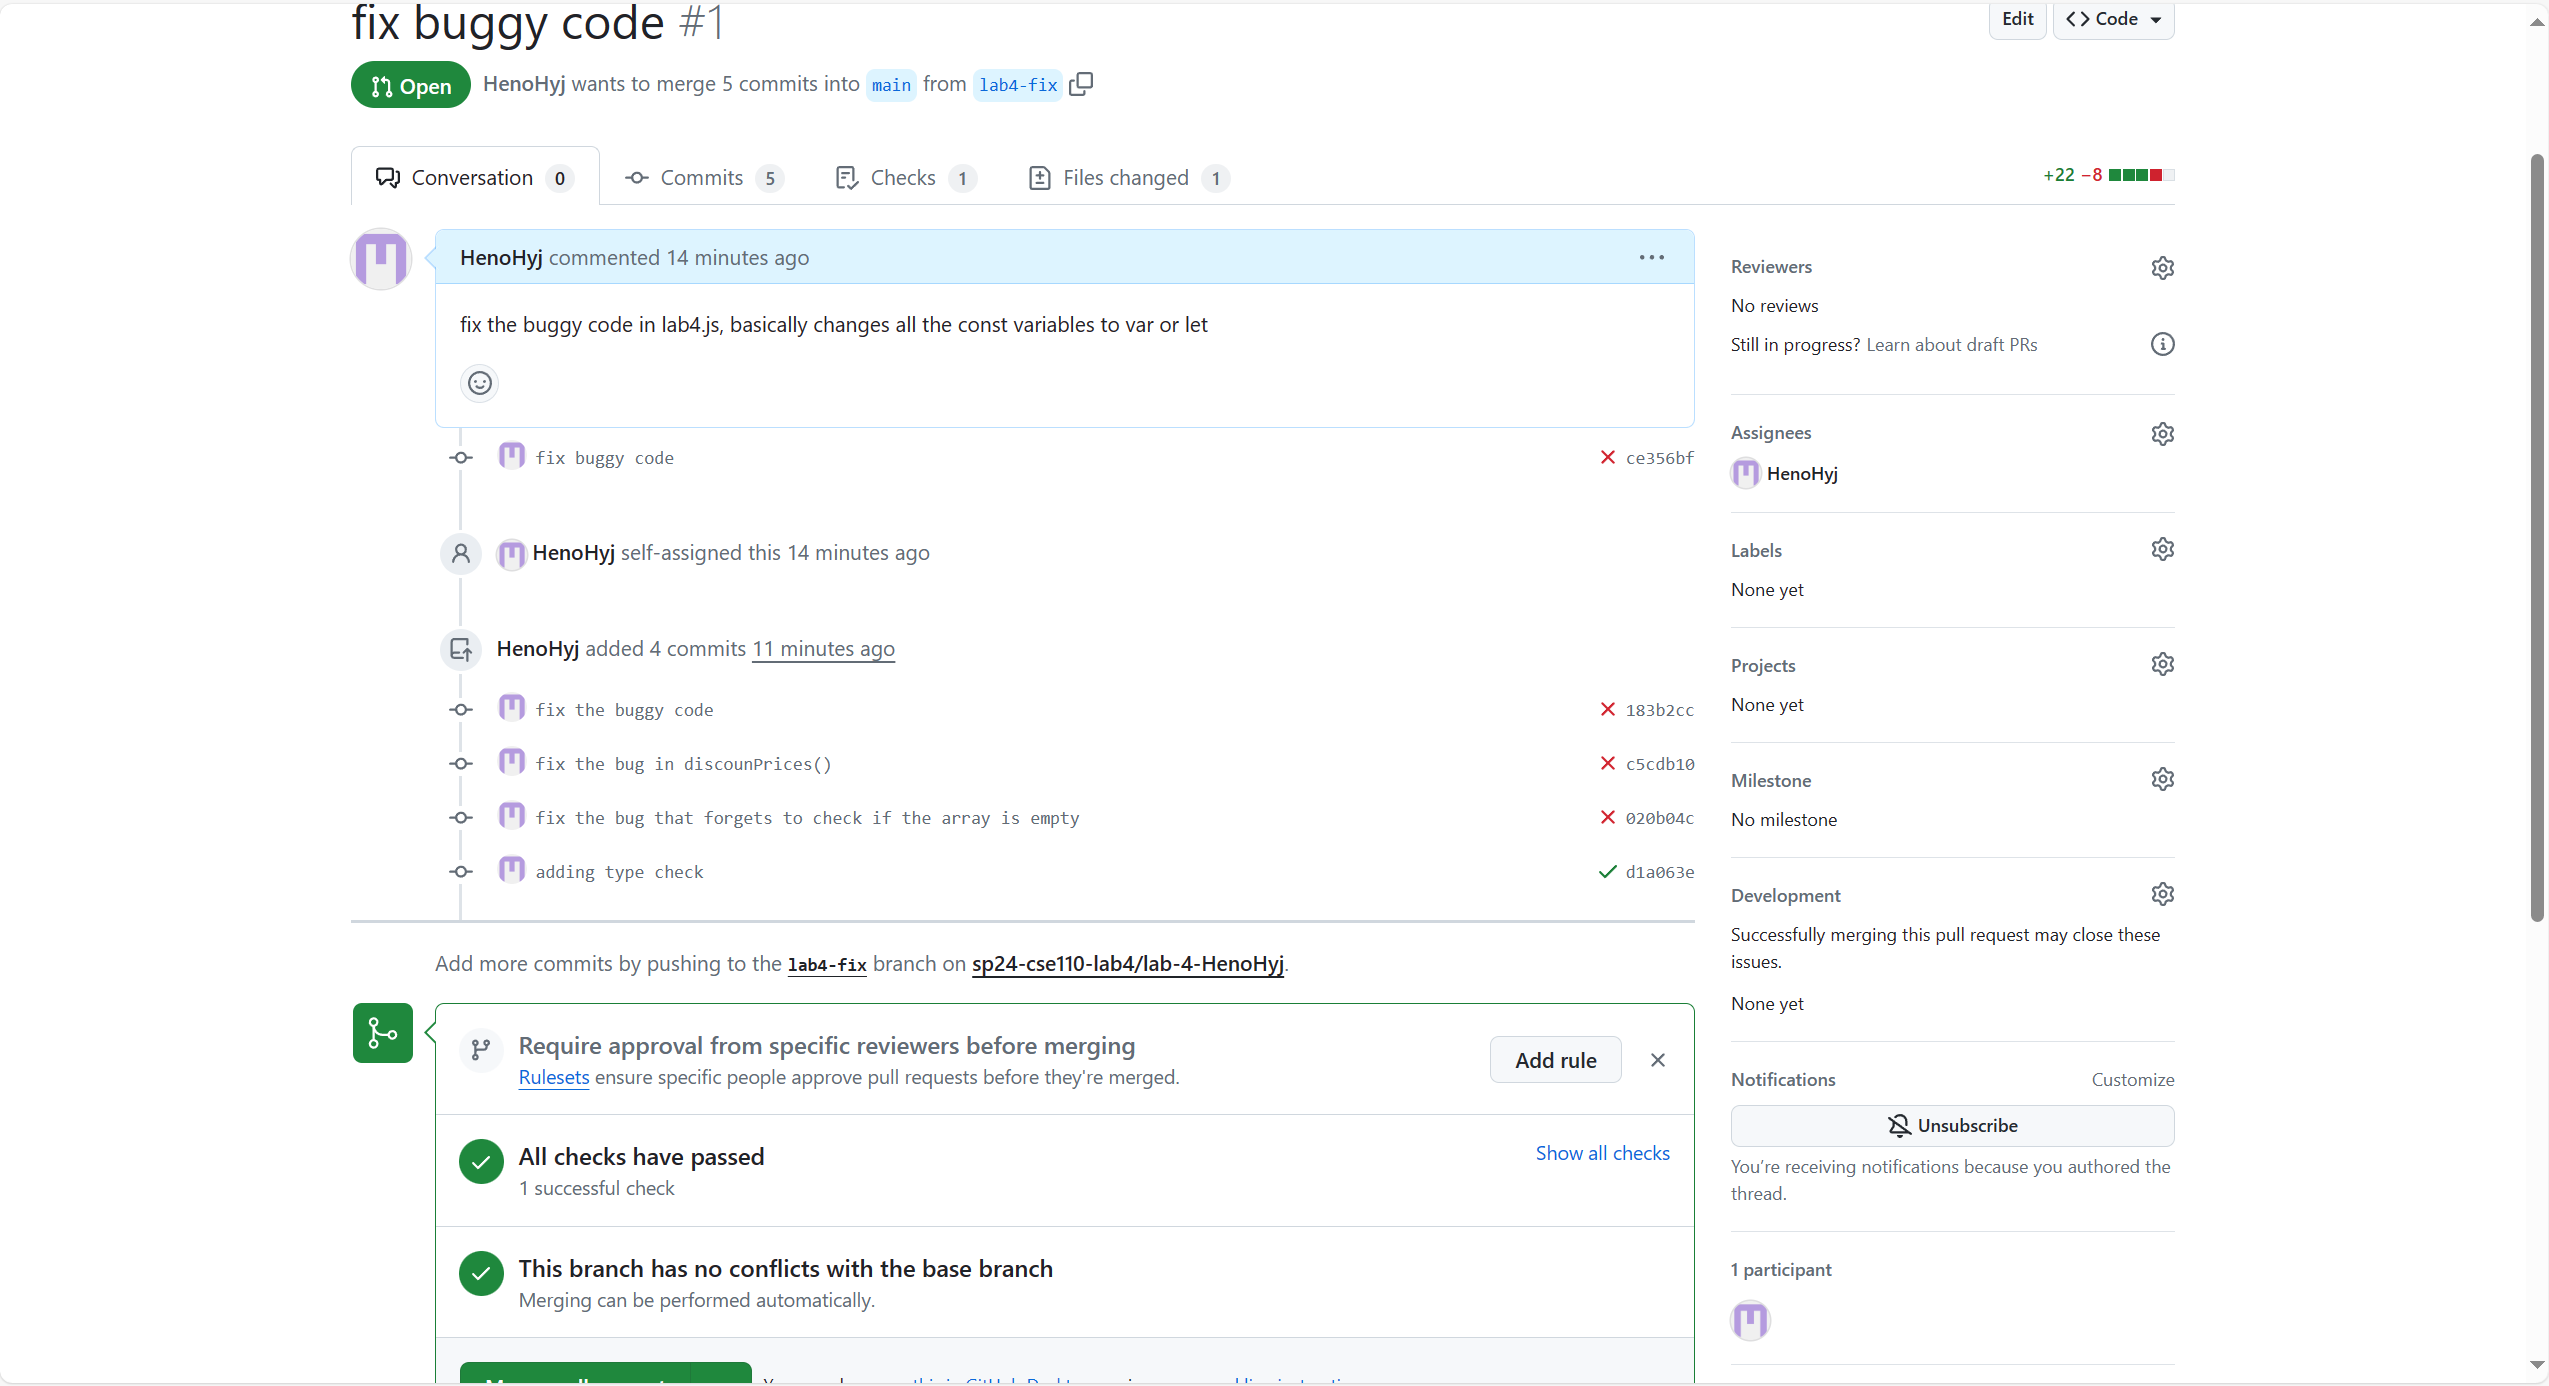 fix buggy code #1
Edit
Code
Open
HenoHyj wants to merge 5 commits into main from lab4-fix
Conversation 0
Commits 5
Checks 1
Files changed 1
+22 −8
HenoHyj commented 14 minutes ago
fix the buggy code in lab4.js, basically changes all the const variables to var or let
fix buggy code
ce356bf
HenoHyj self-assigned this 14 minutes ago
HenoHyj added 4 commits 11 minutes ago
fix the buggy code
183b2cc
fix the bug in discounPrices()
c5cdb10
fix the bug that forgets to check if the array is empty
020b04c
adding type check
d1a063e
Add more commits by pushing to the lab4-fix branch on sp24-cse110-lab4/lab-4-HenoHyj.
Require approval from specific reviewers before merging
Rulesets ensure specific people approve pull requests before they're merged.
Add rule
All checks have passed
1 successful check
Show all checks
This branch has no conflicts with the base branch
Merging can be performed automatically.
Reviewers
No reviews
Still in progress? Learn about draft PRs
Assignees
HenoHyj
Labels
None yet
Projects
None yet
Milestone
No milestone
Development
Successfully merging this pull request may close these
issues.
None yet
Notifications
Customize
Unsubscribe
You’re receiving notifications because you authored the
thread.
1 participant